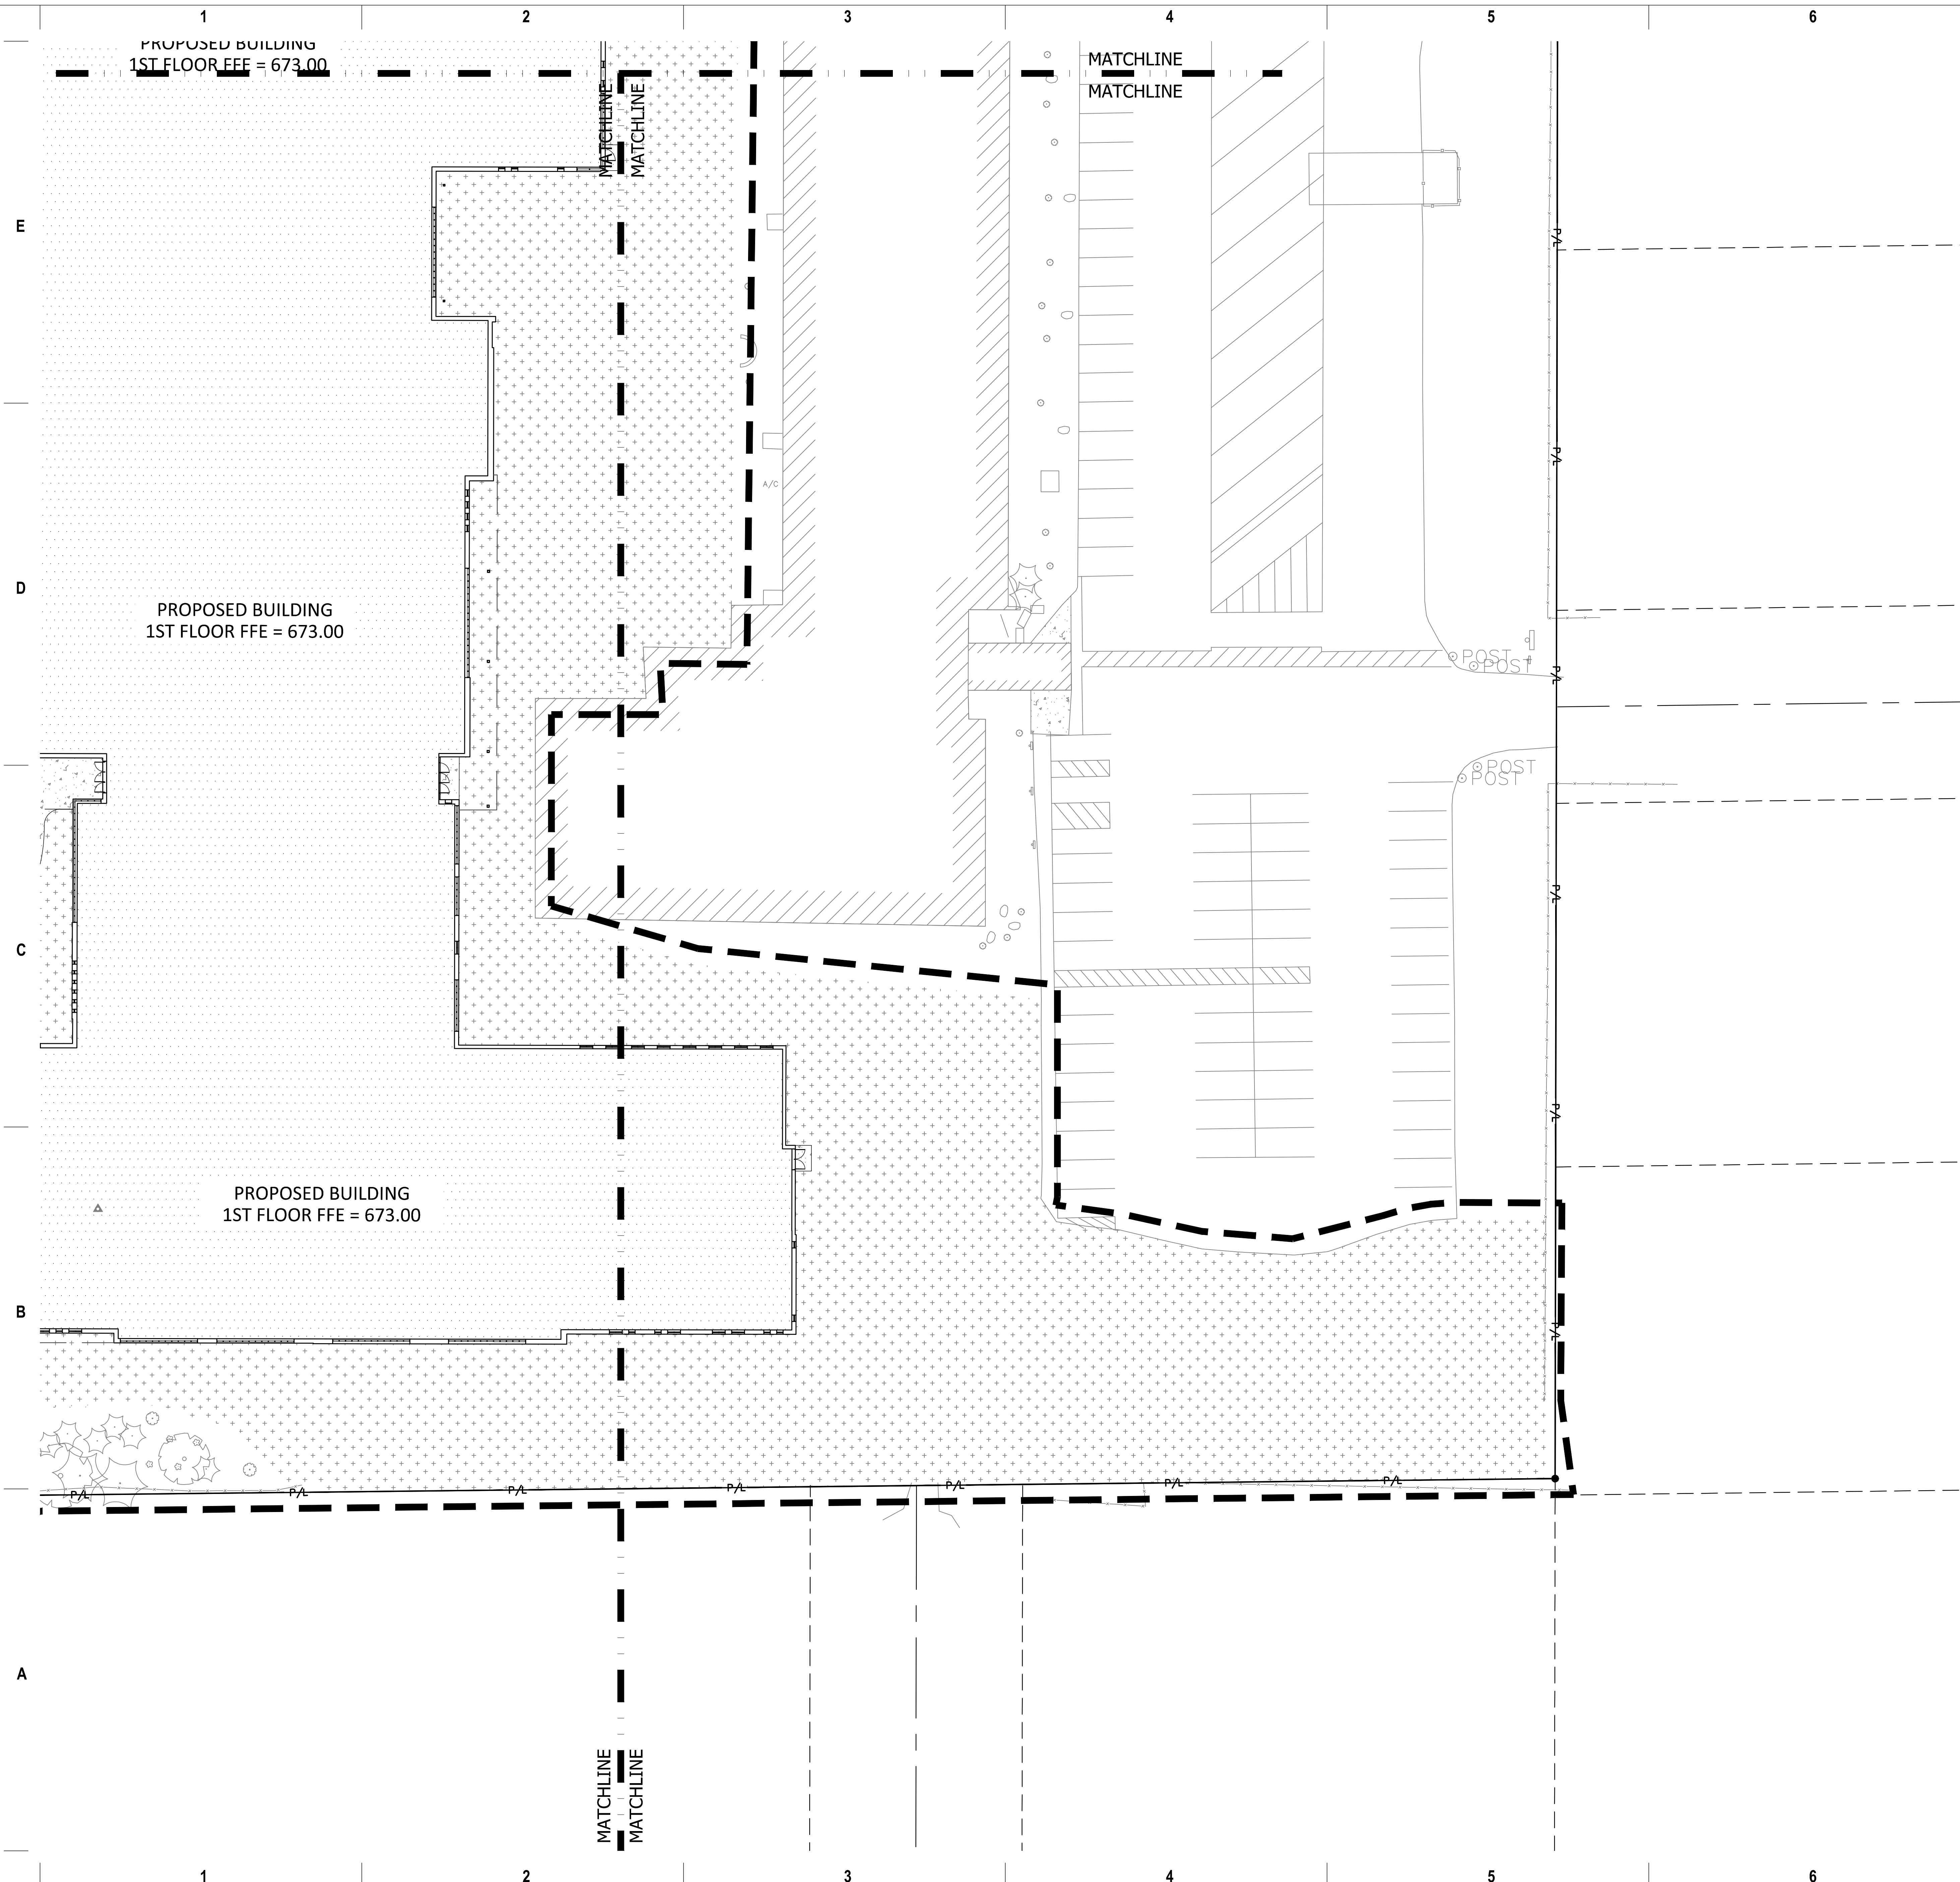 1 2 3 4 5 6
PROPOSED BUILDING
1ST FLOOR FFE = 673.00
MATCHLINE
MATCHLINE
MATCHLINE
MATCHLINE
E
P/L
P/L
A/C
D
PROPOSED BUILDING
1ST FLOOR FFE = 673.00
POST
POST
P/L
POST
POST
P/L
C
P/L
PROPOSED BUILDING
1ST FLOOR FFE = 673.00
B
P/L
P/L P/L P/L P/L P/L P/L P/L
A
MATCHLINE
MATCHLINE
1 2 3 4 5 6